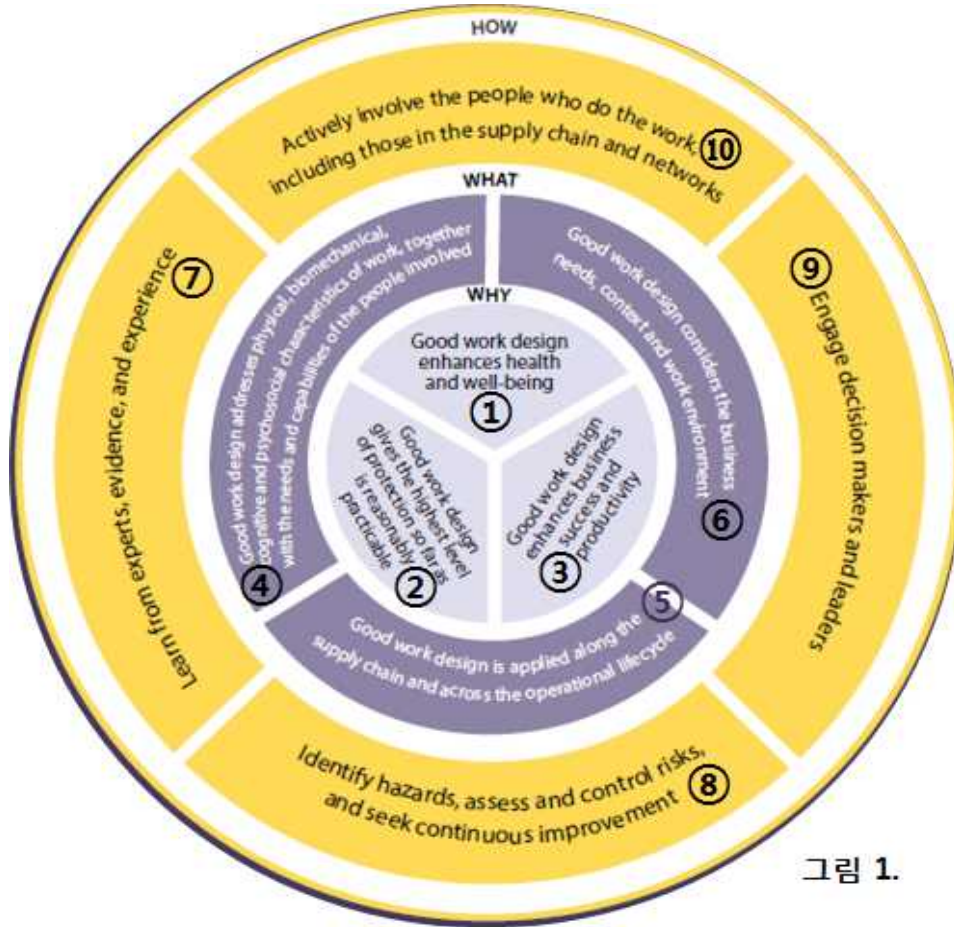 HOW
Actively involve the people who do the work,
including those in the supply chain and networks
⑩
WHAT
Good work design addresses physical, biomechanical,
cognitive and psychosocial characteristics of work, together
with the needs and capabilities of the people involved
④
Good work design considers the business
needs, context and work environment
⑥
WHY
Good work design
enhances health
and well-being
①
Good work design
gives the highest level
of protection so far as
is reasonably
practicable
②
Good work design
enhances business
success and
productivity
③
⑤
Good work design is applied along the
supply chain and across the operational lifecycle
⑦
Learn from experts, evidence, and experience
⑨
Engage decision makers and leaders
Identify hazards, assess and control risks,
and seek continuous improvement
⑧
그림 1.